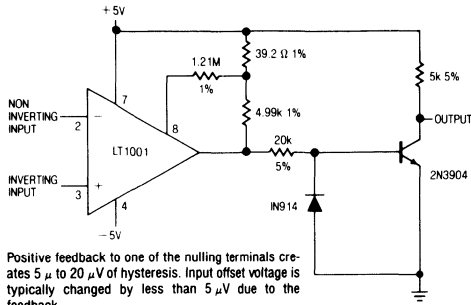 +5V
39.2 Ω 1%
1.21M
1%
5k 5%
4.99k 1%
NON
INVERTING
INPUT
7
8
2
−
LT1001
OUTPUT
20k
5%
2N3904
INVERTING
INPUT
3
+
4
−5V
IN914
Positive feedback to one of the nulling terminals cre-
ates 5 μ to 20 μV of hysteresis. Input offset voltage is
typically changed by less than 5 μV due to the
feedback.